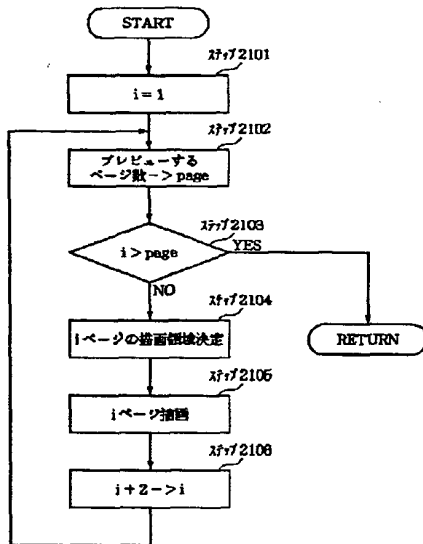 START
ステップ2101
i=1
ステップ2102
プレビューする
ページ数->page
ステップ2103
i>page
YES
NO
ステップ2104
iページの描画領域決定
RETURN
ステップ2105
iページ描画
ステップ2106
i+2->i